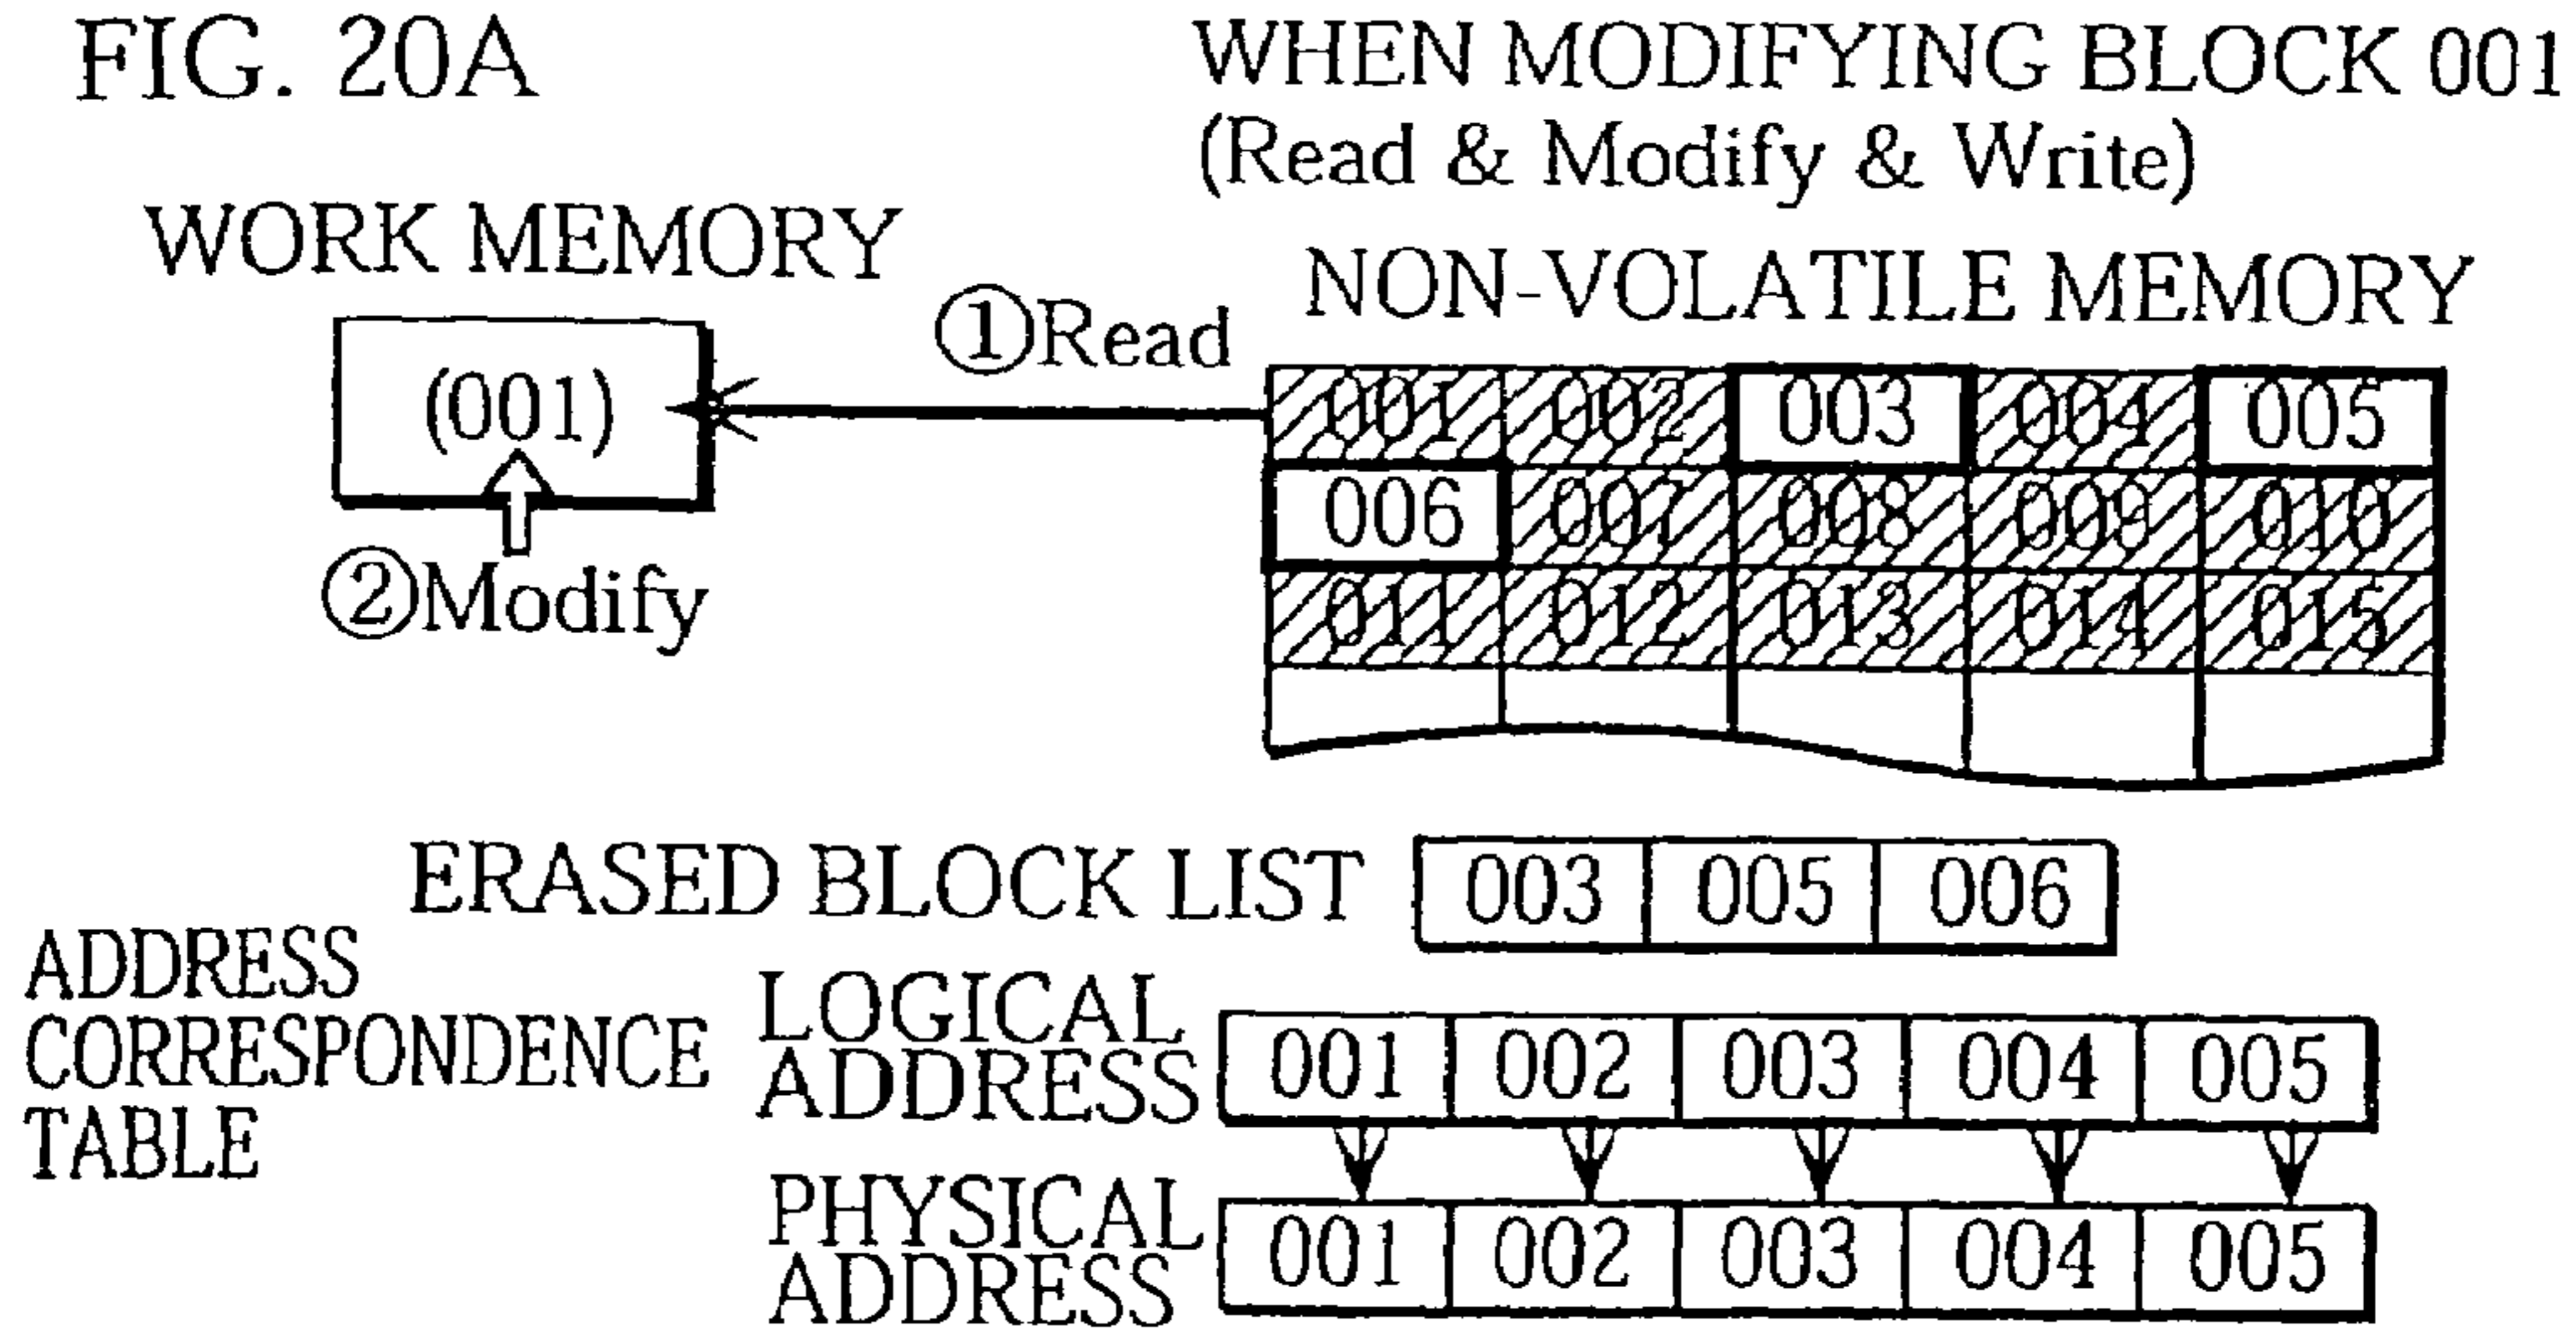 FIG. 20A
WHEN MODIFYING BLOCK 001
(Read & Modify & Write)
WORK MEMORY
NON-VOLATILE MEMORY
①Read
(001)
②Modify
001 002 003 004 005
006 007 008 009 010
011 012 013 014 015
ERASED BLOCK LIST 003 005 006
ADDRESS
CORRESPONDENCE
TABLE
LOGICAL
ADDRESS
001 002 003 004 005
PHYSICAL
ADDRESS
001 002 003 004 005